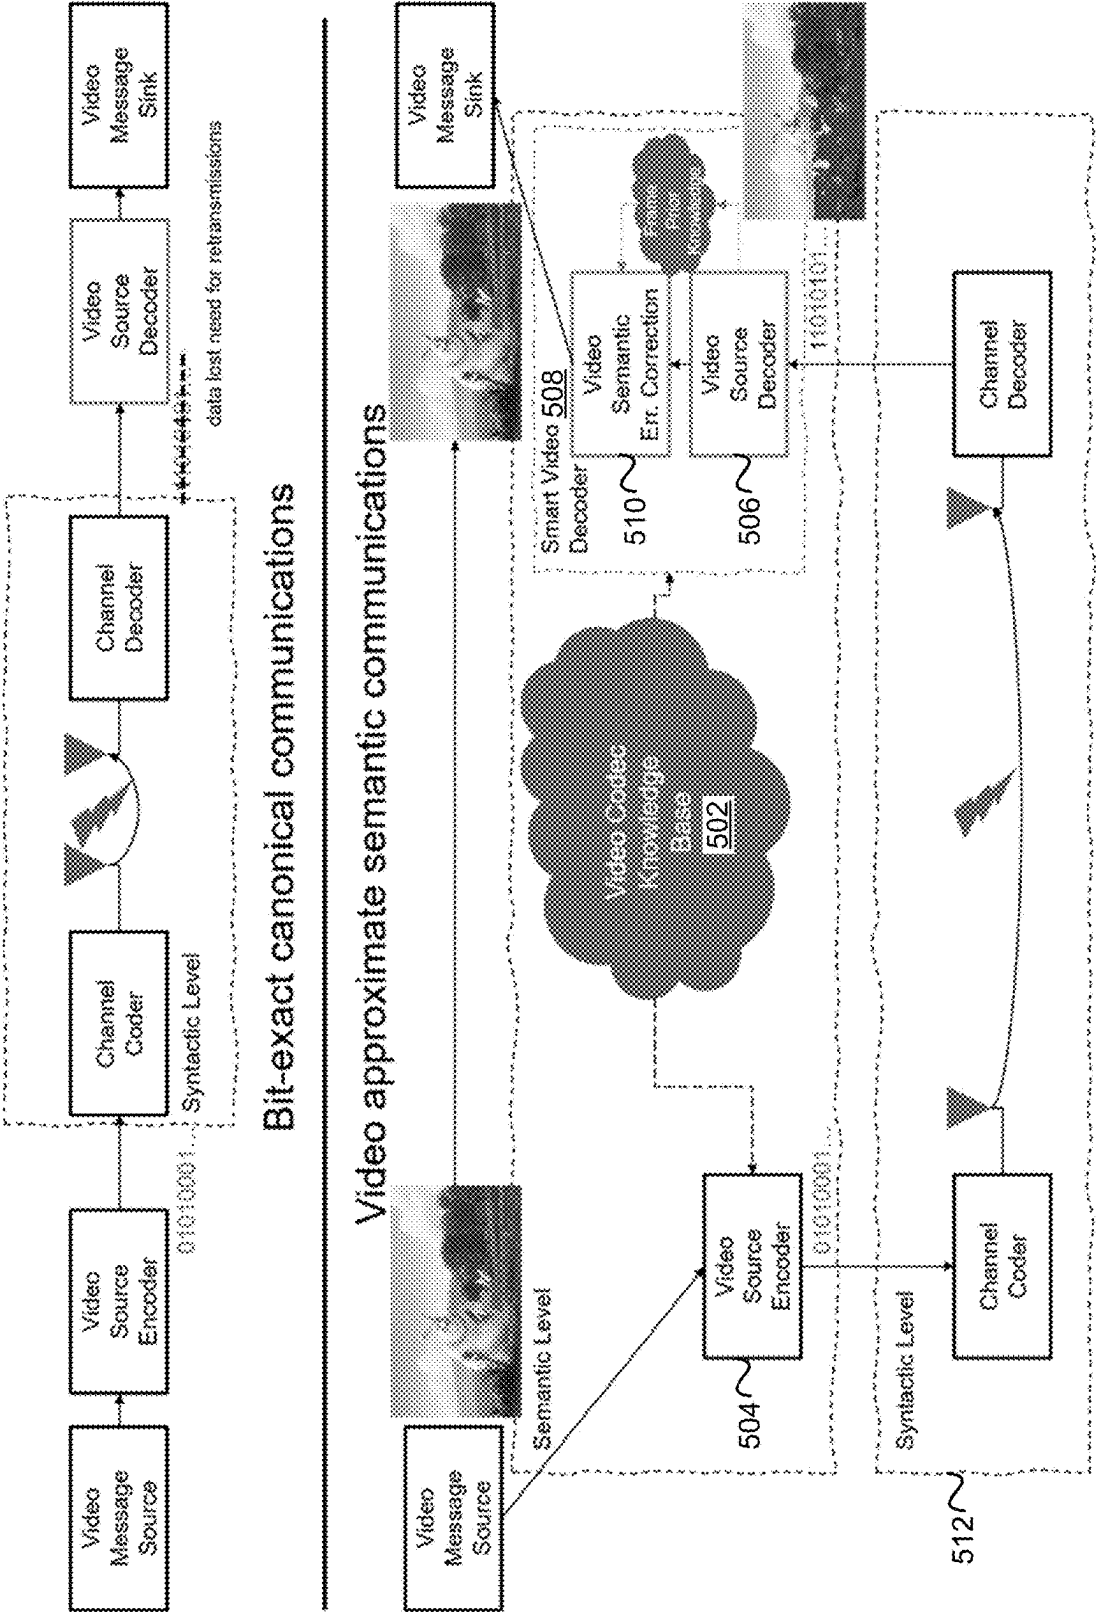 Video
Message
Source
Video
Source
Encoder
01010001...
Channel
Coder
Syntactic Level
Channel
Decoder
data lost need for retransmissions
Video
Source
Decoder
Video
Message
Sink
Bit-exact canonical communications
Video approximate semantic communications
Video
Message
Source
Semantic Level
504
Video
Source
Encoder
01010001...
Video Codec
Knowledge
Base
502
Smart Video 508
Decoder
510
Video
Semantic
Err. Correction
506
Video
Source
Decoder
11010101...
Video
Message
Sink
512
Syntactic Level
Channel
Coder
Channel
Decoder